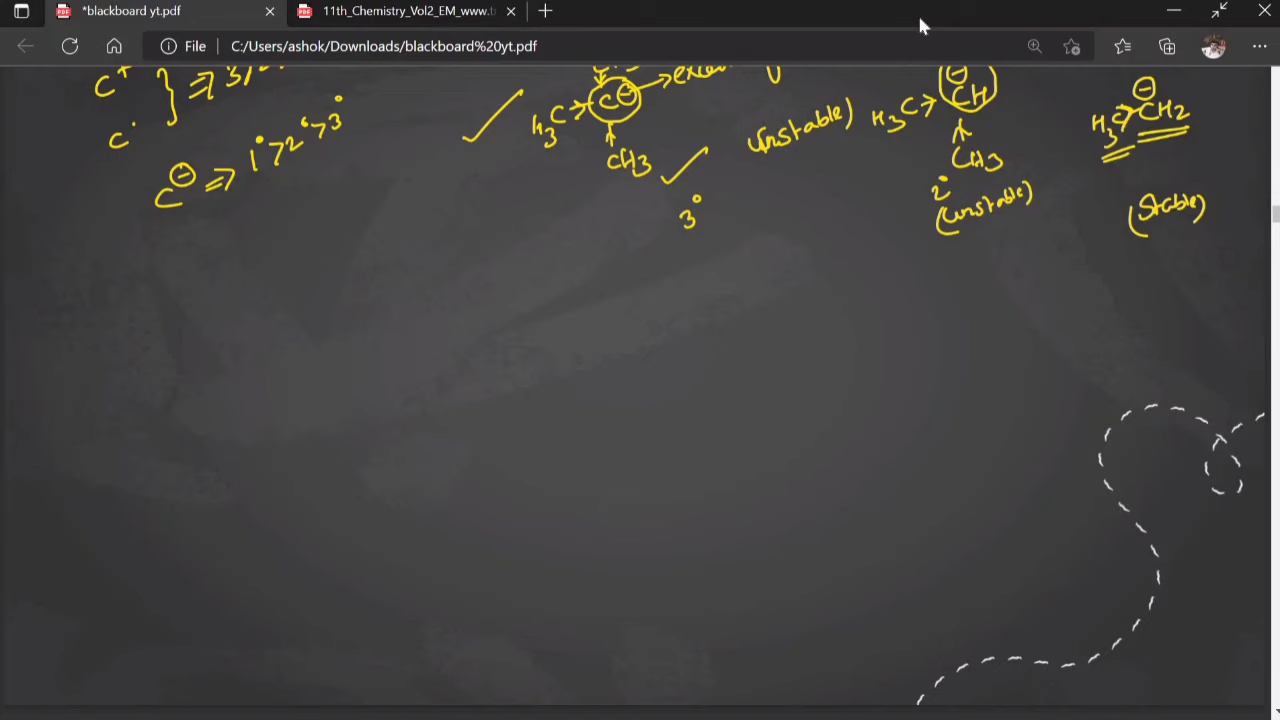 *blackboard yt.pdf
11th_Chemistry_Vol2_EM_www.t
File
C:/Users/ashok/Downloads/blackboard%20yt.pdf
C⁺
C˙
C⊖ ⇒ 1° > 2° > 3°
H₃C → C⊖
CH₃
3°
unstable)
⊖
H₃C → CH
CH₃
2°
(unstable)
⊖
H₃C → CH2
(Stable)